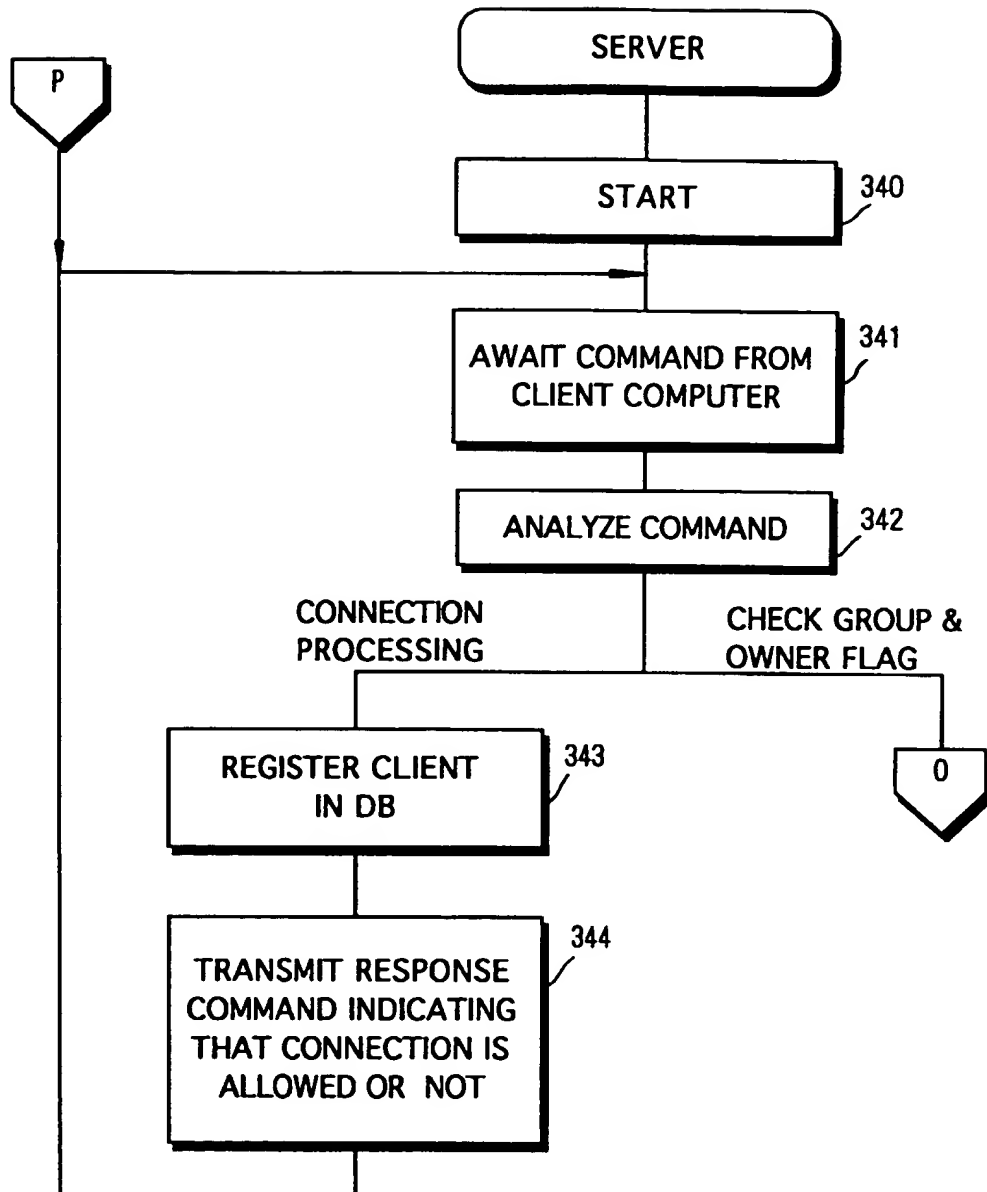 SERVER
P
START
340
AWAIT COMMAND FROM
CLIENT COMPUTER
341
ANALYZE COMMAND
342
CONNECTION
PROCESSING
CHECK GROUP &
OWNER FLAG
REGISTER CLIENT
IN DB
343
O
TRANSMIT RESPONSE
COMMAND INDICATING
THAT CONNECTION IS
ALLOWED OR NOT
344